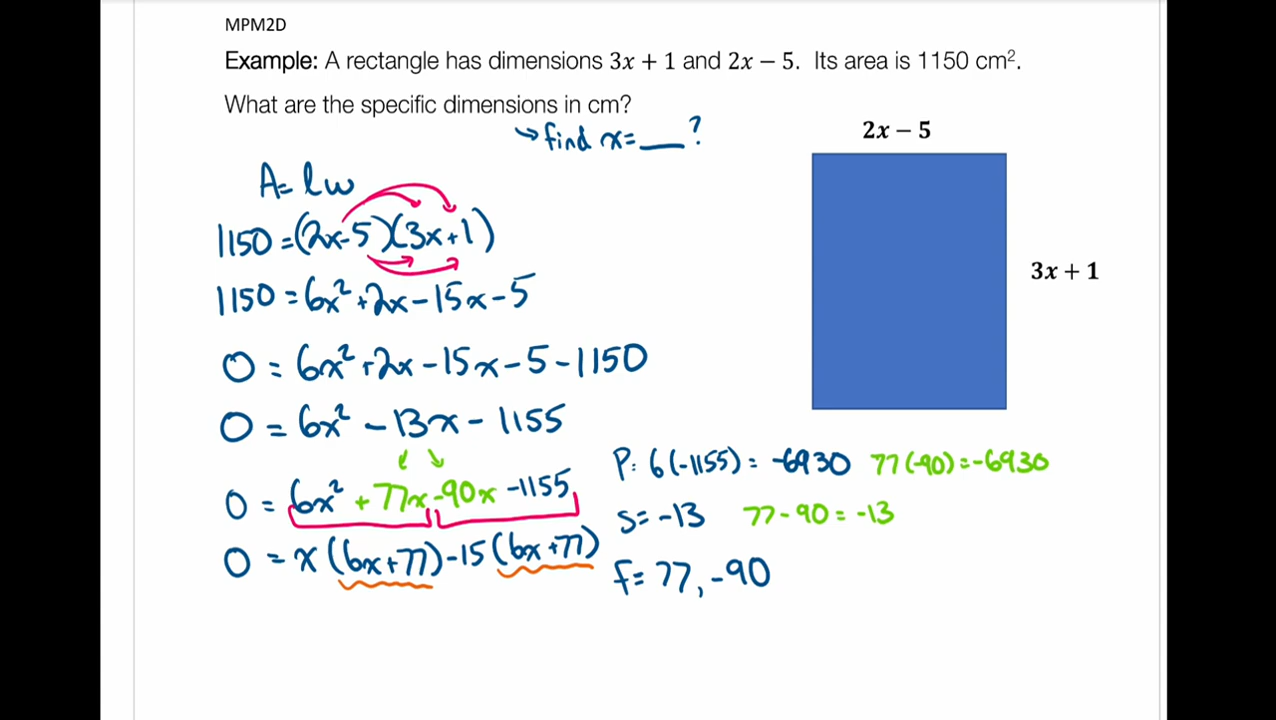 MPM2D
Example: A rectangle has dimensions 3x + 1 and 2x − 5. Its area is 1150 cm².
What are the specific dimensions in cm?
↪ find x = __ ?
2x − 5
A = lw
1150 = (2x-5)(3x+1)
3x + 1
1150 = 6x² + 2x − 15x − 5
0 = 6x² + 2x − 15x − 5 − 1150
0 = 6x² − 13x − 1155
P: 6(-1155) = -6930 77(-90) = -6930
0 = 6x² + 77x - 90x - 1155
s = -13 77 - 90 = -13
0 = x(6x+77) - 15(6x+77)
f = 77, -90